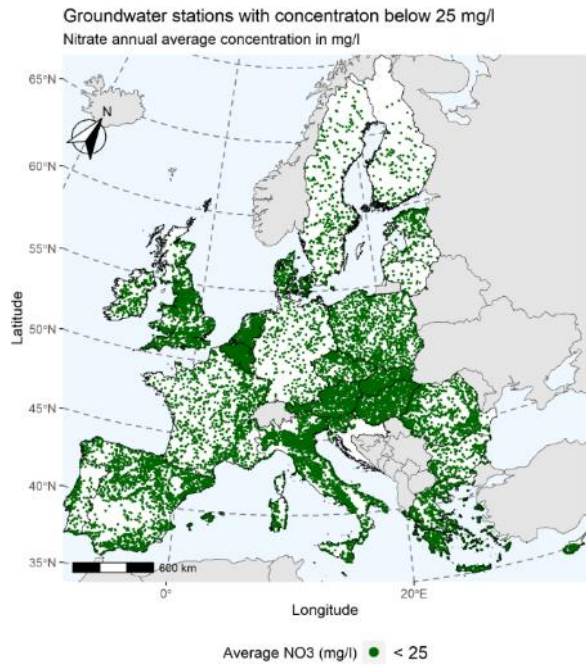 Groundwater stations with concentraton below 25 mg/l
Nitrate annual average concentration in mg/l
65°N
N
60°N
55°N
50°N
45°N
40°N
35°N
Latitude
600 km
0°
20°E
Longitude
Average NO3 (mg/l) < 25